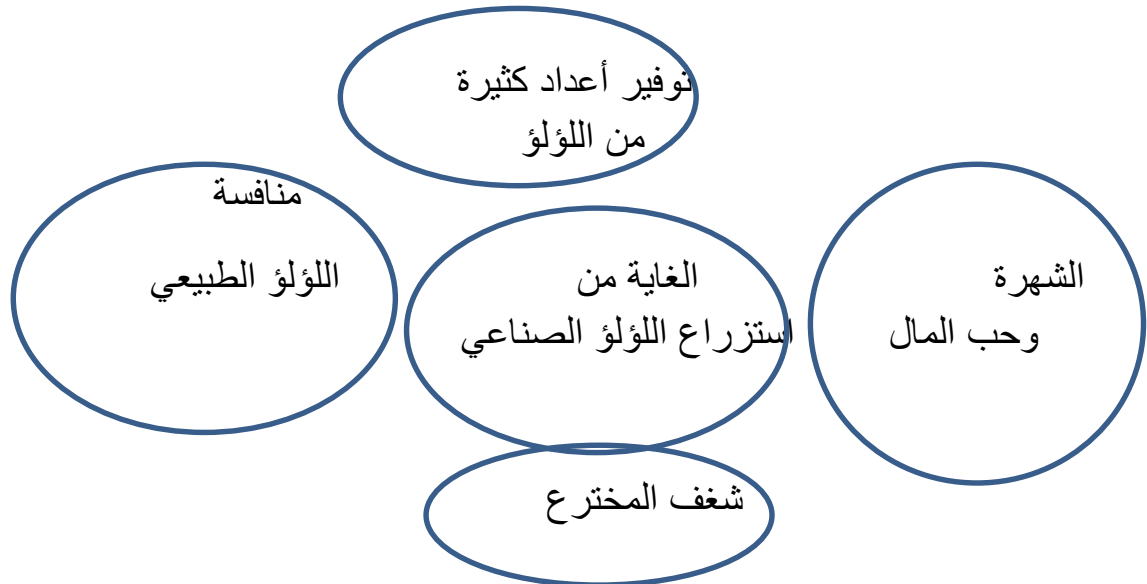 توفير أعداد كثيرة
من اللؤلؤ
الشهرة
وحب المال
الغاية من
استزراع اللؤلؤ الصناعي
منافسة
اللؤلؤ الطبيعي
شغف المخترع